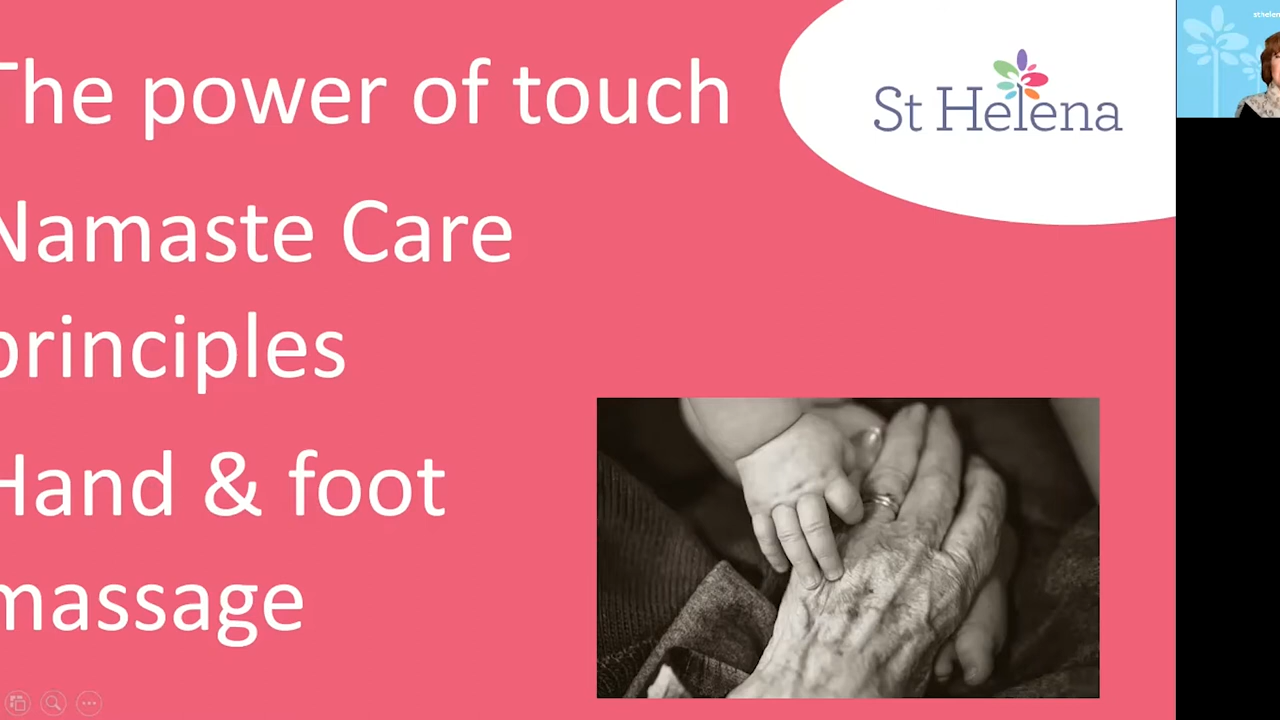 The power of touch
Namaste Care
principles
Hand & foot
massage
St Helena